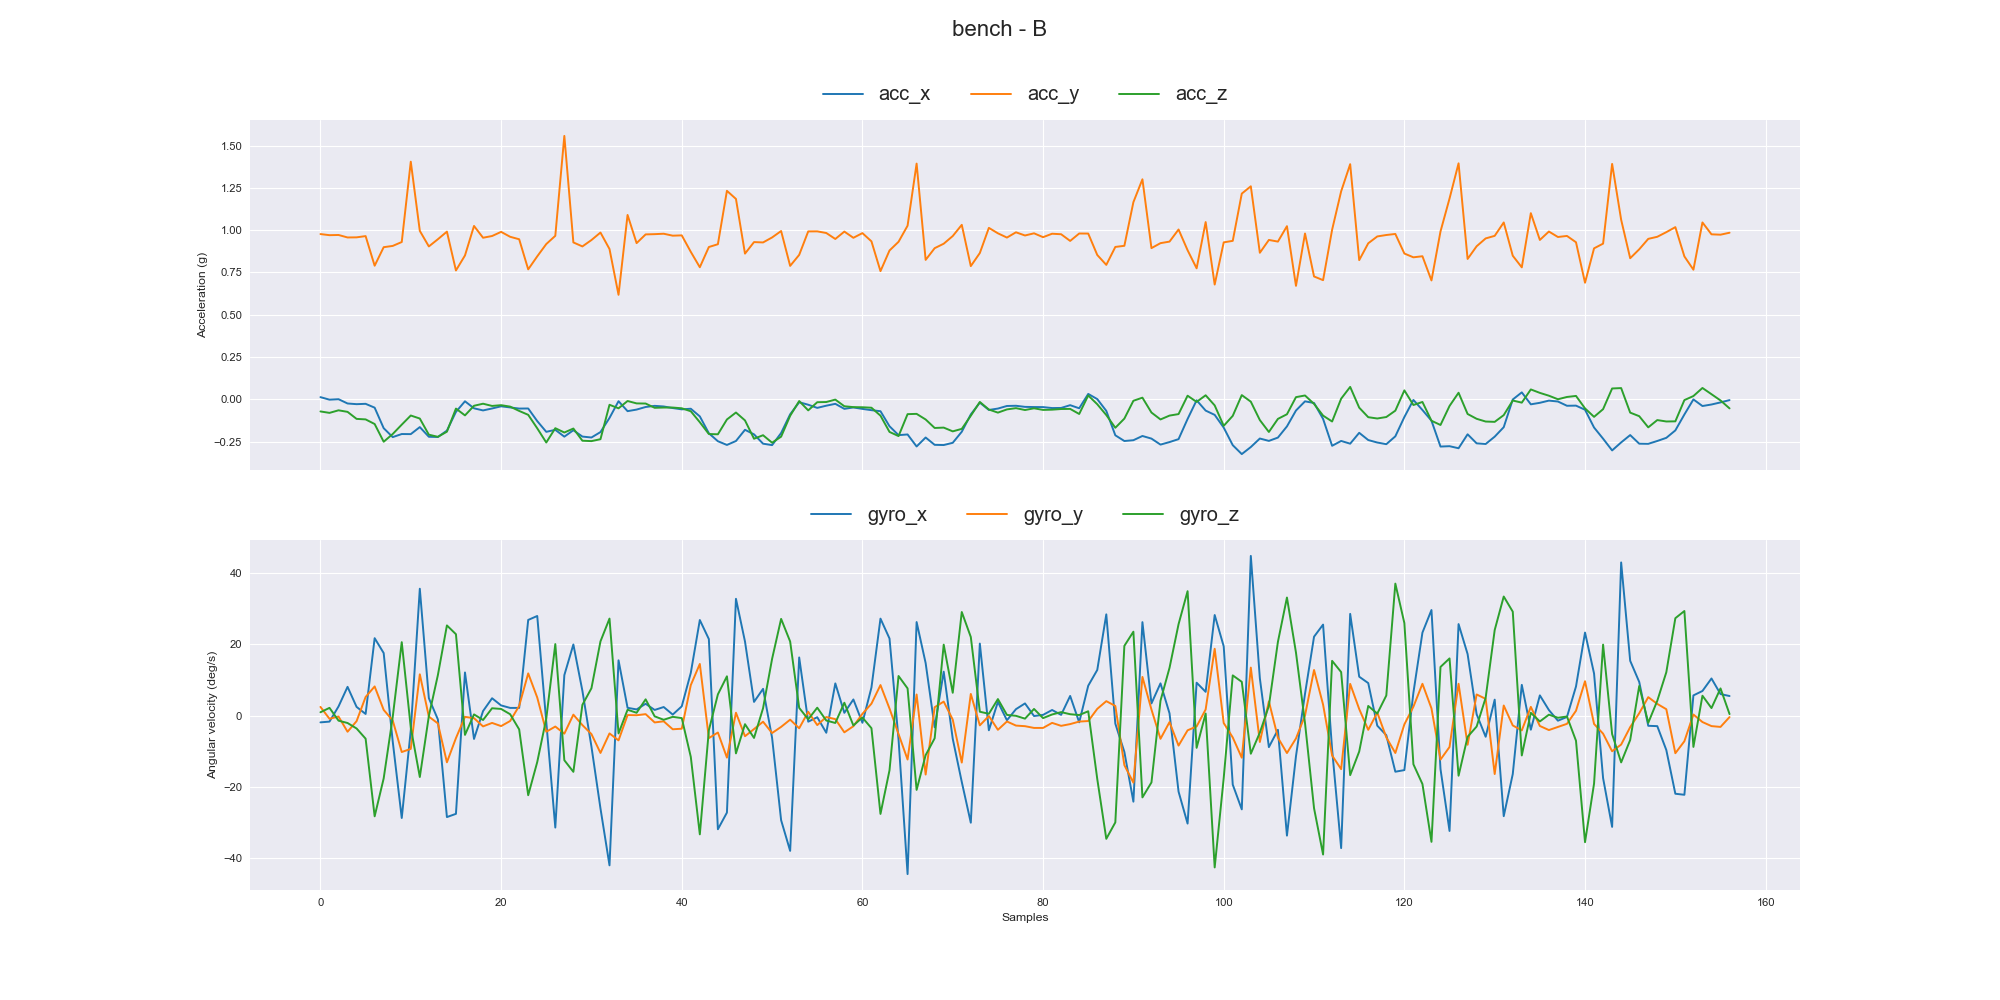 bench - B
acc_x acc_y acc_z
1.50
1.25
1.00
0.75
0.50
0.25
0.00
−0.25
Acceleration (g)
gyro_x gyro_y gyro_z
40
20
0
−20
−40
Angular velocity (deg/s)
0 20 40 60 80 100 120 140 160
Samples